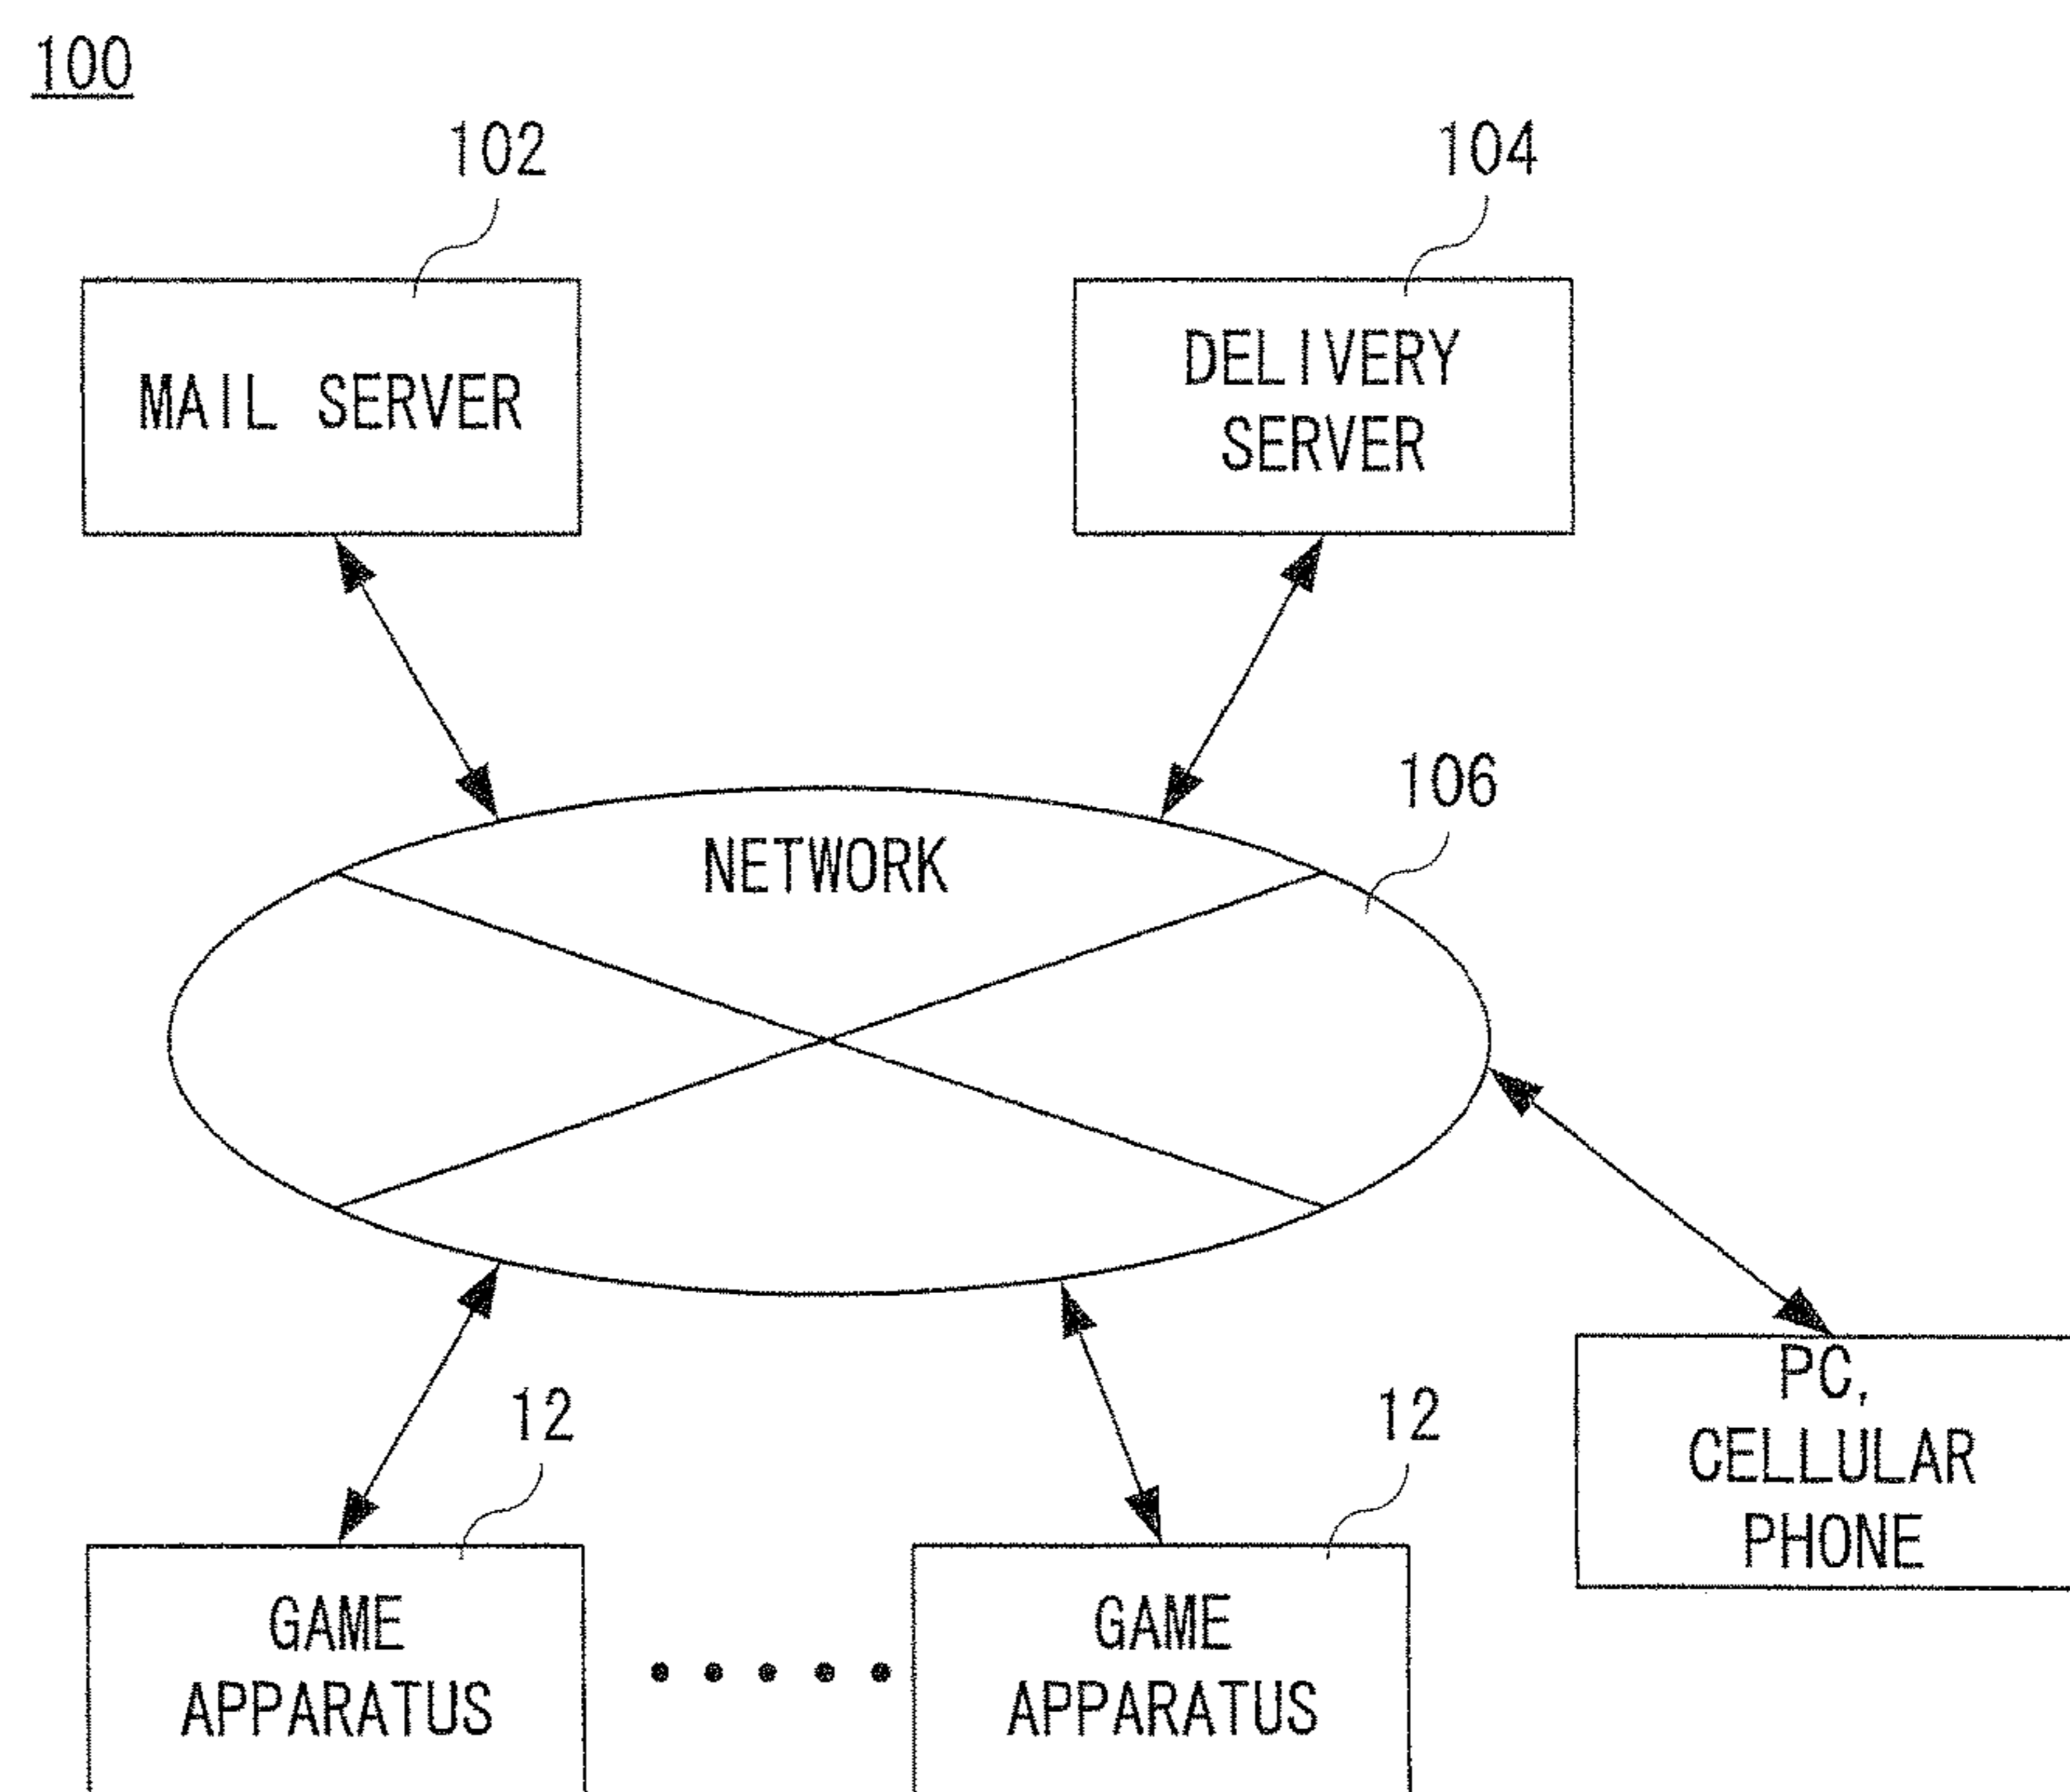 100
102
104
MAIL SERVER
DELIVERY
SERVER
106
NETWORK
12
12
PC,
CELLULAR
PHONE
GAME
APPARATUS
GAME
APPARATUS